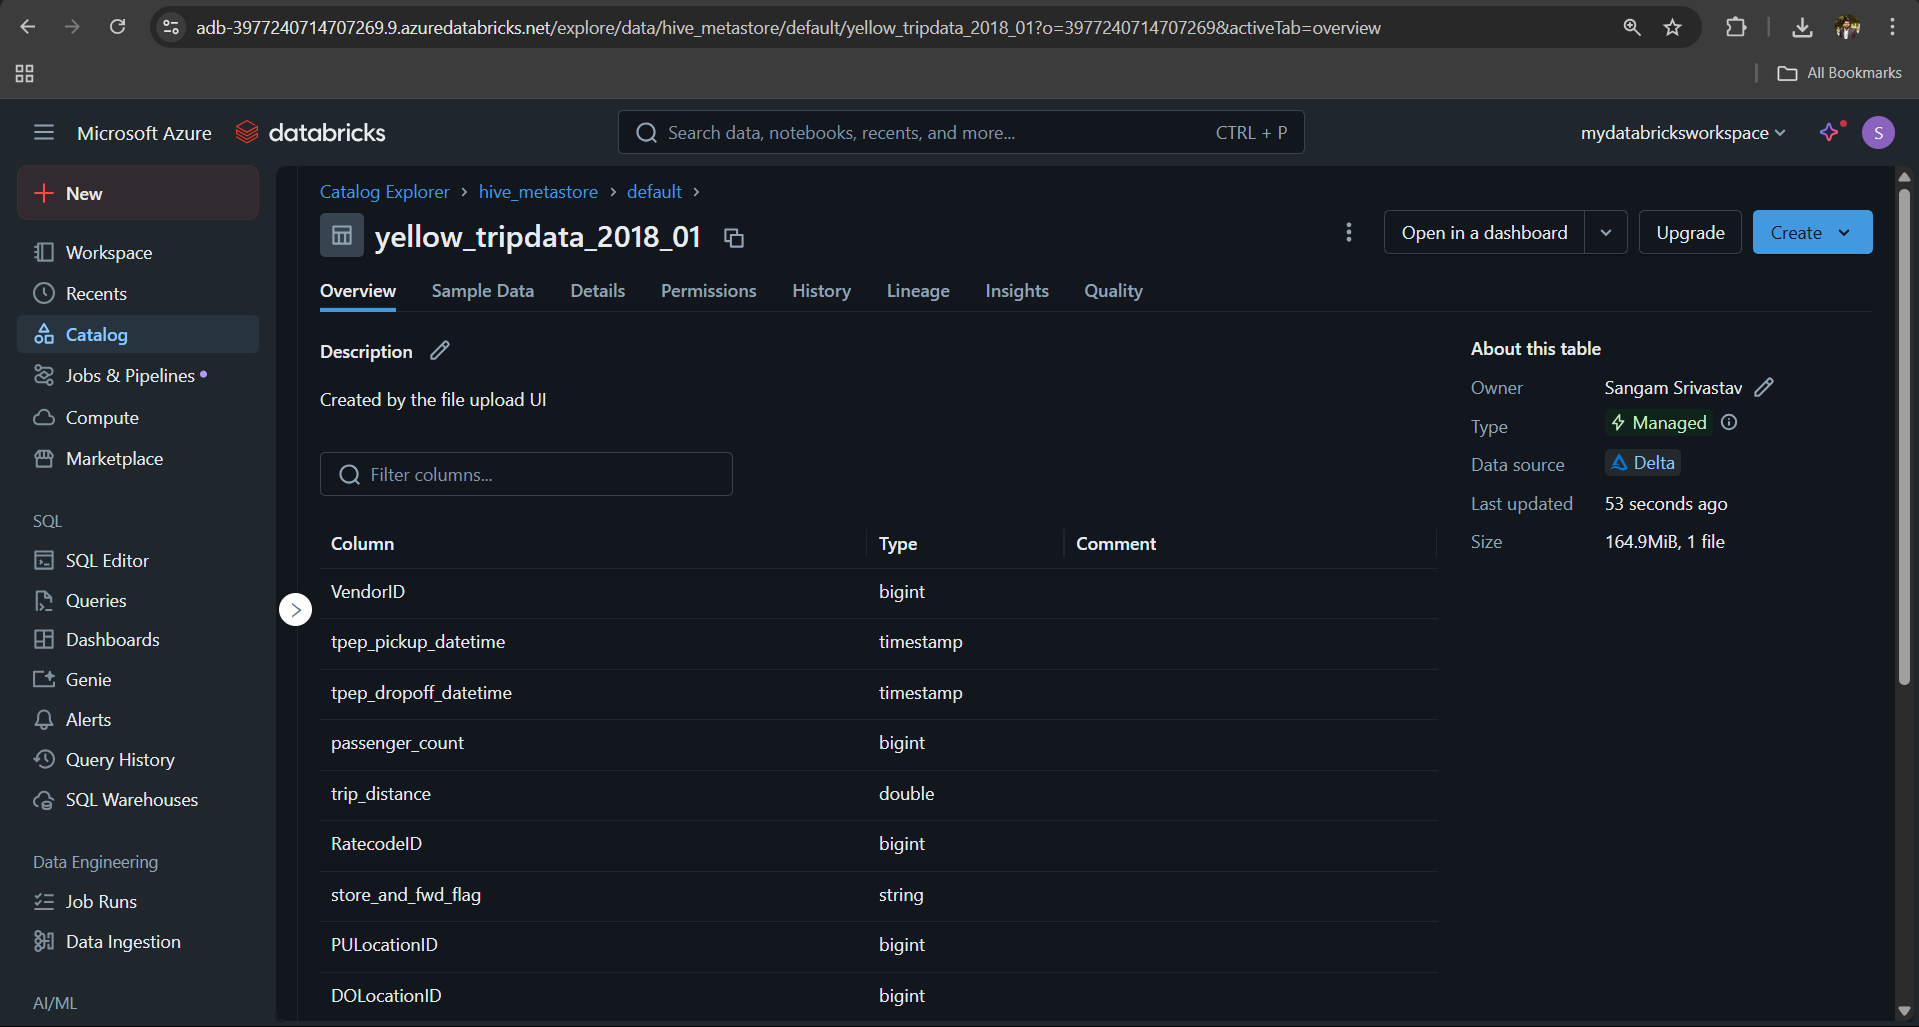 adb-3977240714707269.9.azuredatabricks.net/explore/data/hive_metastore/default/yellow_tripdata_2018_01?o=3977240714707269&activeTab=overview
All Bookmarks
Microsoft Azure databricks
Search data, notebooks, recents, and more... CTRL + P
mydatabricksworkspace
S
New
Workspace
Recents
Catalog
Jobs & Pipelines
Compute
Marketplace
SQL
SQL Editor
Queries
Dashboards
Genie
Alerts
Query History
SQL Warehouses
Data Engineering
Job Runs
Data Ingestion
AI/ML
Catalog Explorer > hive_metastore > default >
yellow_tripdata_2018_01
Open in a dashboard
Upgrade
Create
Overview Sample Data Details Permissions History Lineage Insights Quality
Description
Created by the file upload UI
Filter columns...
Column Type Comment
VendorID bigint
tpep_pickup_datetime timestamp
tpep_dropoff_datetime timestamp
passenger_count bigint
trip_distance double
RatecodeID bigint
store_and_fwd_flag string
PULocationID bigint
DOLocationID bigint
About this table
Owner Sangam Srivastav
Type Managed
Data source Delta
Last updated 53 seconds ago
Size 164.9MiB, 1 file